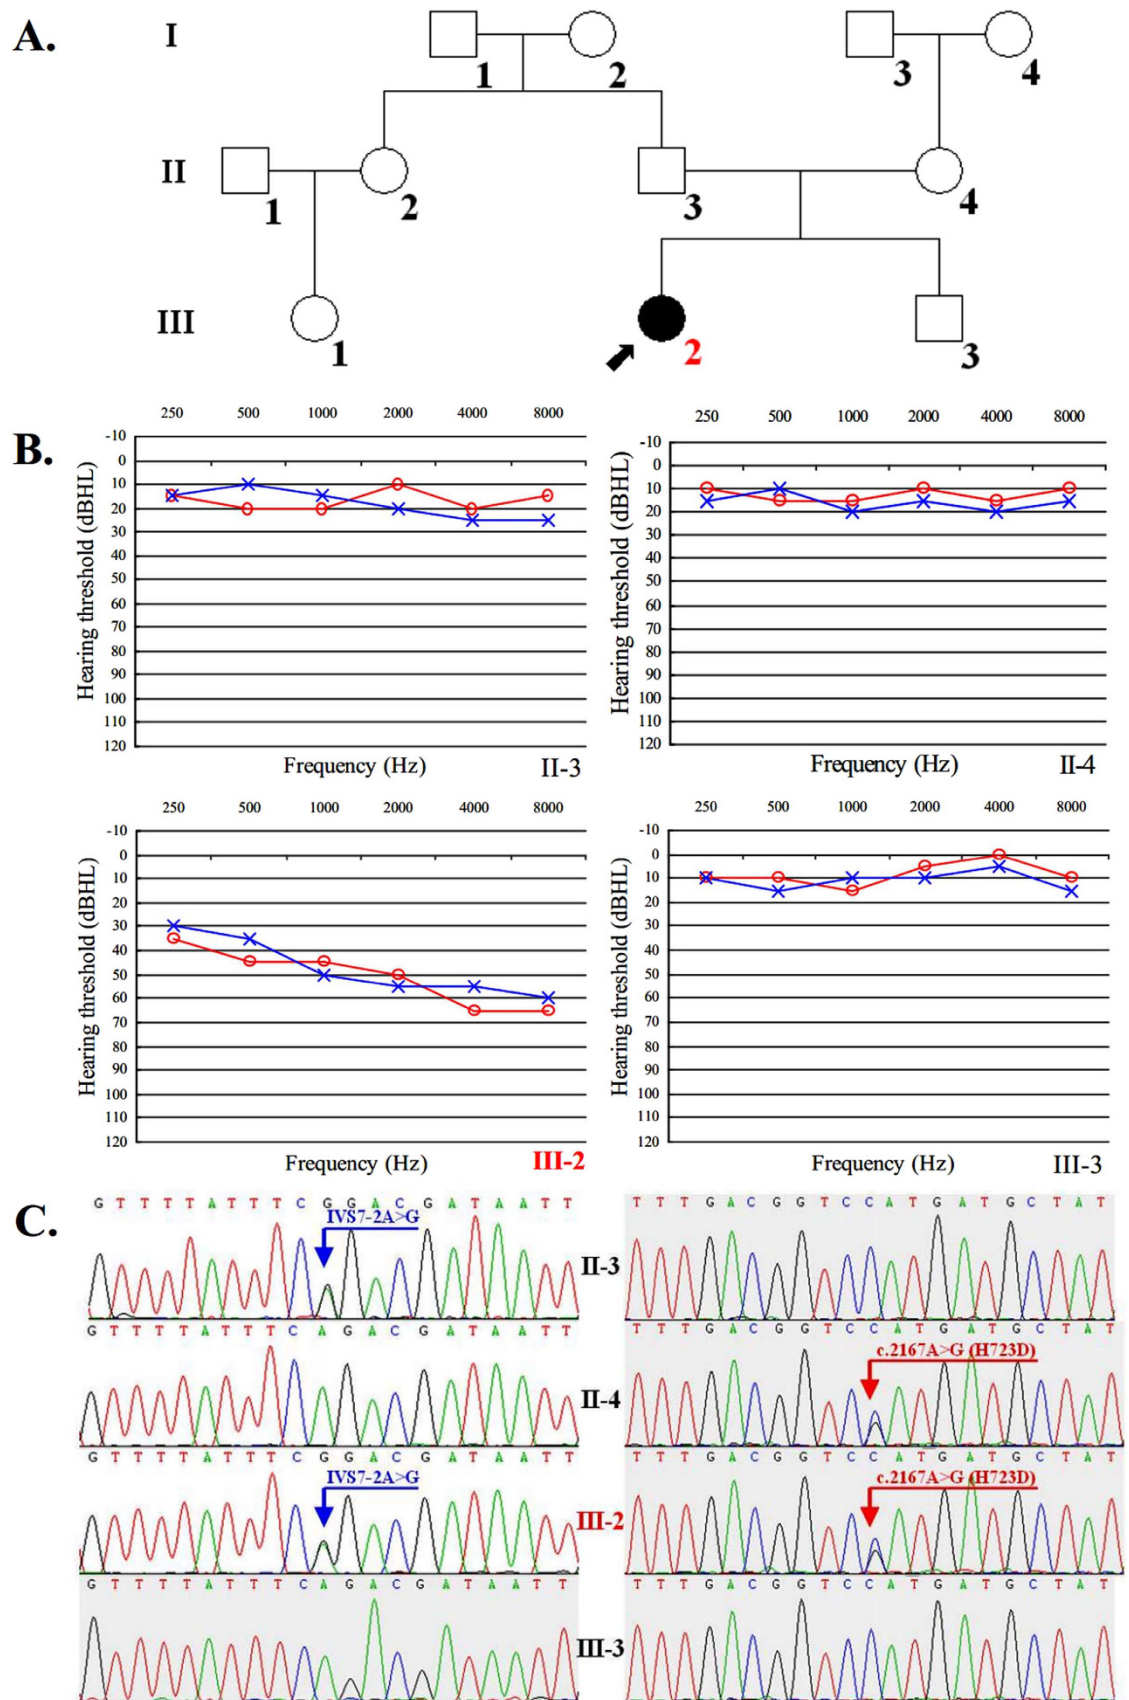 A.
I
1 2 3 4
II
1 2 3 4
III
1 2 3
B.
250 500 1000 2000 4000 8000
-10
0
10
20
30
40
50
60
70
80
90
100
110
120
Hearing threshold (dBHL)
Frequency (Hz)
II-3
250 500 1000 2000 4000 8000
-10
0
10
20
30
40
50
60
70
80
90
100
110
120
Hearing threshold (dBHL)
Frequency (Hz)
II-4
250 500 1000 2000 4000 8000
-10
0
10
20
30
40
50
60
70
80
90
100
110
120
Hearing threshold (dBHL)
Frequency (Hz)
III-2
250 500 1000 2000 4000 8000
-10
0
10
20
30
40
50
60
70
80
90
100
110
120
Hearing threshold (dBHL)
Frequency (Hz)
III-3
C.
G T T T T A T T T C G G A C G A T A A T T
IVS7-2A>G
II-3
T T T G A C G G T C C A T G A T G C T A T
G T T T T A T T T C A G A C G A T A A T T
II-4
T T T G A C G G T C C A T G A T G C T A T
c.2167A>G (H723D)
G T T T T A T T T C G G A C G A T A A T T
IVS7-2A>G
III-2
T T T G A C G G T C C A T G A T G C T A T
c.2167A>G (H723D)
G T T T T A T T T C A G A C G A T A A T T
III-3
T T T G A C G G T C C A T G A T G C T A T